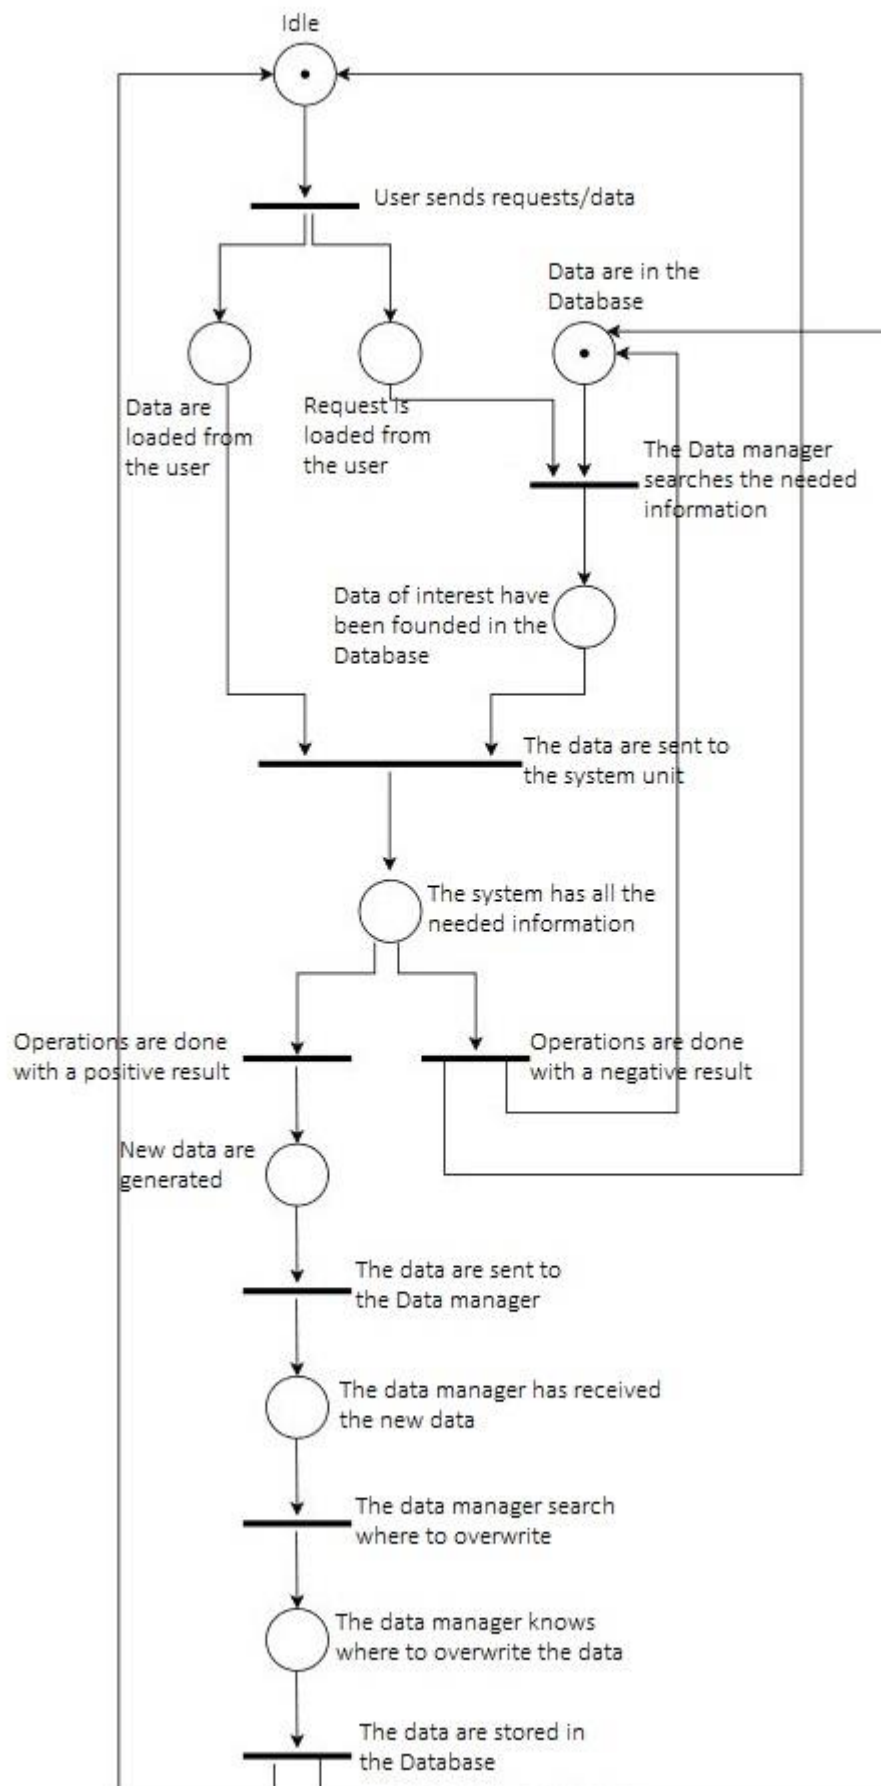 Idle
User sends requests/data
Data are in the
Database
Data are
loaded from
the user
Request is
loaded from
the user
The Data manager
searches the needed
information
Data of interest have
been founded in the
Database
The data are sent to
the system unit
The system has all the
needed information
Operations are done
with a positive result
Operations are done
with a negative result
New data are
generated
The data are sent to
the Data manager
The data manager has received
the new data
The data manager search
where to overwrite
The data manager knows
where to overwrite the data
The data are stored in
the Database